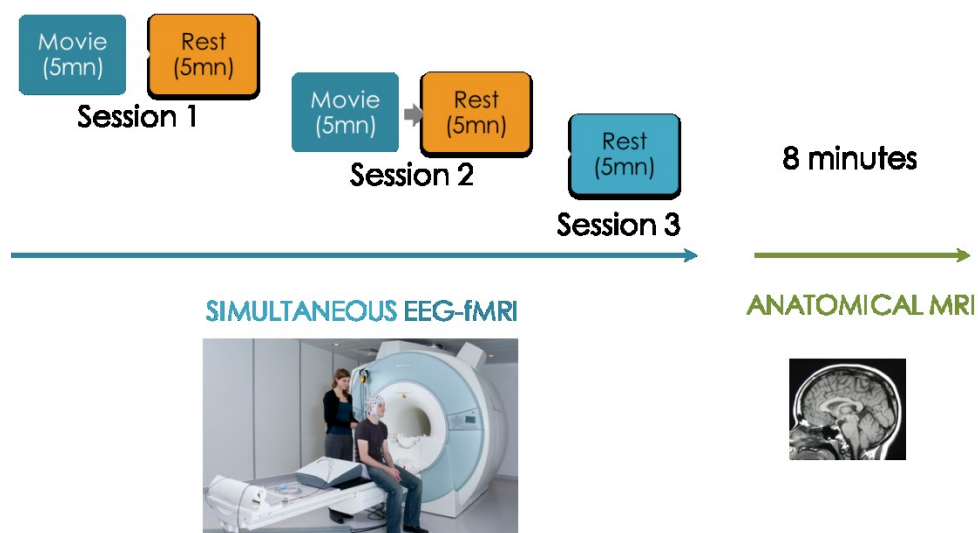 Movie
(5mn)
Rest
(5mn)
Session 1
Movie
(5mn)
Rest
(5mn)
Session 2
Rest
(5mn)
Session 3
8 minutes
SIMULTANEOUS EEG-fMRI
ANATOMICAL MRI